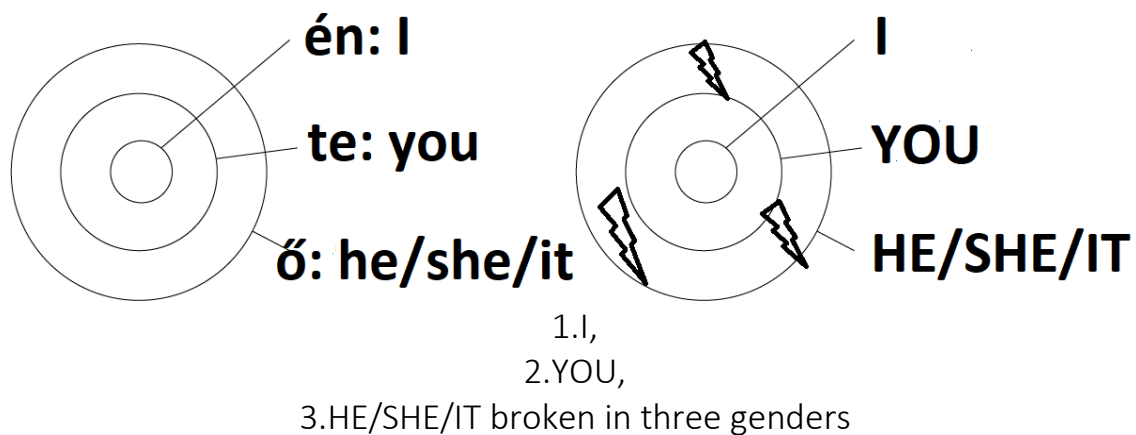 én: I
te: you
ő: he/she/it
I
YOU
HE/SHE/IT
1.I,
2.YOU,
3.HE/SHE/IT broken in three genders